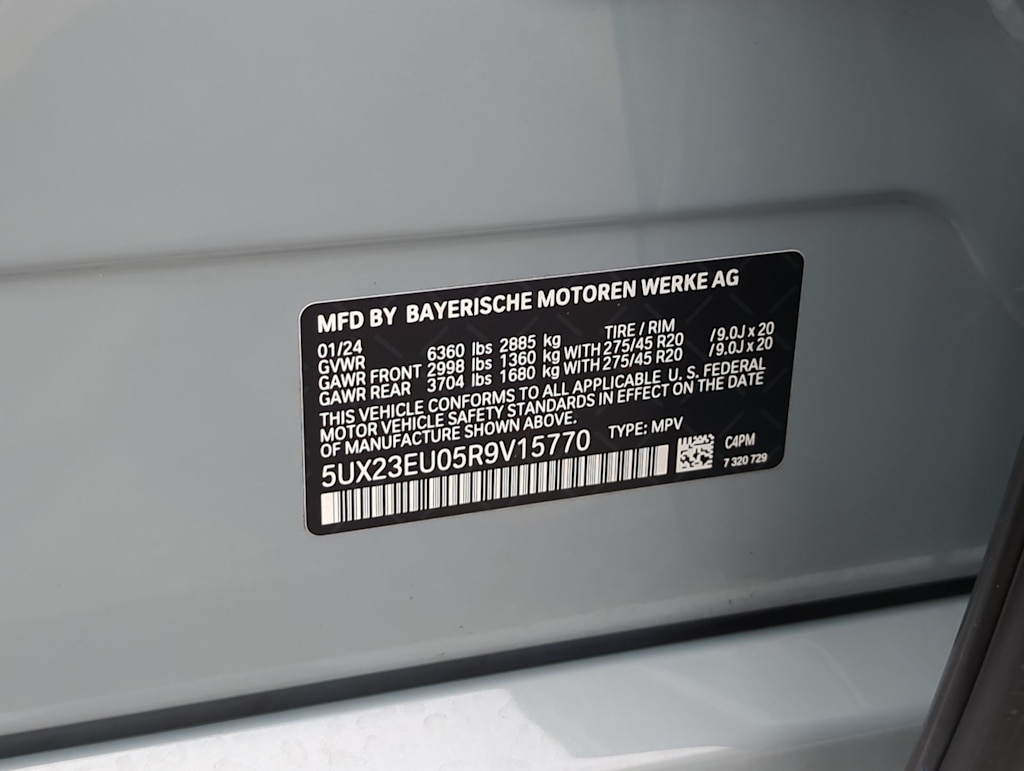 MFD BY BAYERISCHE MOTOREN WERKE AG
01/24 TIRE / RIM
GVWR 6360 lbs 2885 kg
GAWR FRONT 2998 lbs 1360 kg WITH 275/45 R20 /9.0J x 20
GAWR REAR 3704 lbs 1680 kg WITH 275/45 R20 /9.0J x 20
THIS VEHICLE CONFORMS TO ALL APPLICABLE U. S. FEDERAL
MOTOR VEHICLE SAFETY STANDARDS IN EFFECT ON THE DATE
OF MANUFACTURE SHOWN ABOVE.
TYPE: MPV
5UX23EU05R9V15770
C4PM
7 320 729